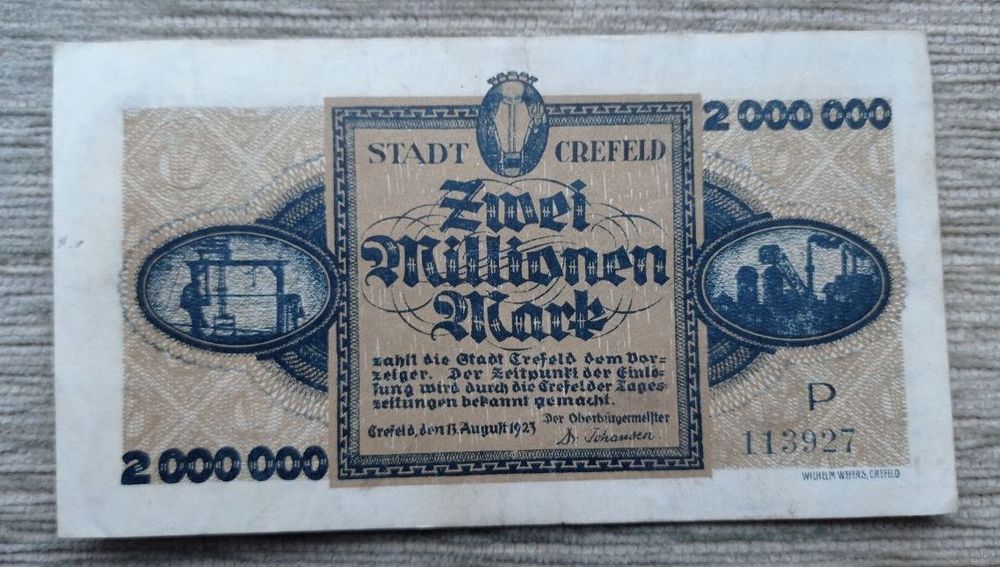 2 000 000
STADT CREFELD
Zwei
Millionen
Mark
zahlt die Stadt Crefeld dem Vor-
zeiger. Der Zeitpunkt der Einlö-
sung wird durch die Crefelder Tages
zeitungen bekannt gemacht.
Der Oberbürgermeister
Crefeld, den 13. August 1923
P
113927
2 000 000
WILHELM WEFERS, CREFELD